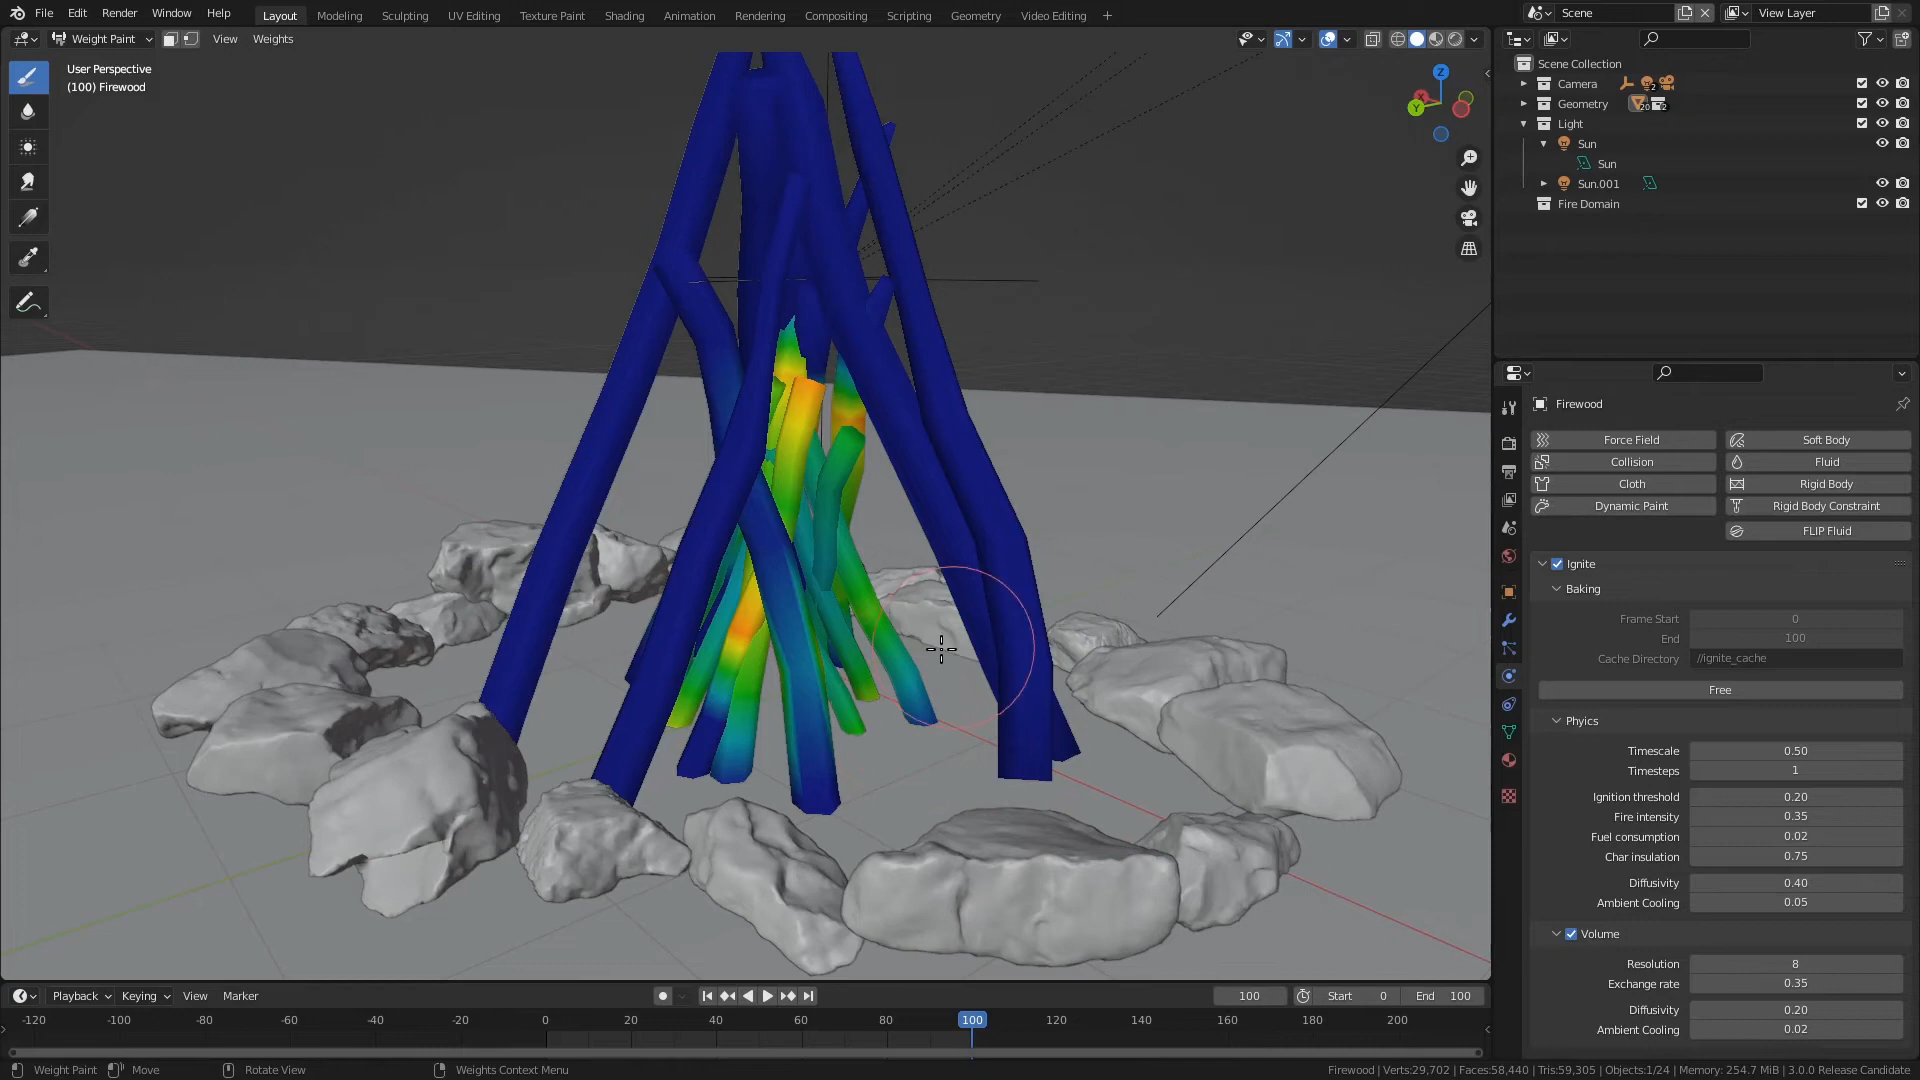 File Edit Render Window Help Layout Modeling Sculpting UV Editing Texture Paint Shading Animation Rendering Compositing Scripting Geometry Video Editing + Scene View Layer
Weight Paint View Weights
User Perspective
(100) Firewood
Z
Y
Scene Collection
Camera 2
Geometry 20 2
Light
Sun
Sun
Sun.001
Fire Domain
Firewood
Force Field Soft Body
Collision Fluid
Cloth Rigid Body
Dynamic Paint Rigid Body Constraint
FLIP Fluid
Ignite
Baking
Frame Start 0
End 100
Cache Directory //ignite_cache
Free
Phyics
Timescale 0.50
Timesteps 1
Ignition threshold 0.20
Fire intensity 0.35
Fuel consumption 0.02
Char insulation 0.75
Diffusivity 0.40
Ambient Cooling 0.05
Volume
Resolution 8
Exchange rate 0.35
Diffusivity 0.20
Ambient Cooling 0.02
Playback Keying View Marker 100 Start 0 End 100
-120 -100 -80 -60 -40 -20 0 20 40 60 80 100 120 140 160 180 200
Weight Paint Move Rotate View Weights Context Menu Firewood | Verts:29,702 | Faces:58,440 | Tris:59,305 | Objects:1/24 | Memory: 254.7 MiB | 3.0.0 Release Candidate